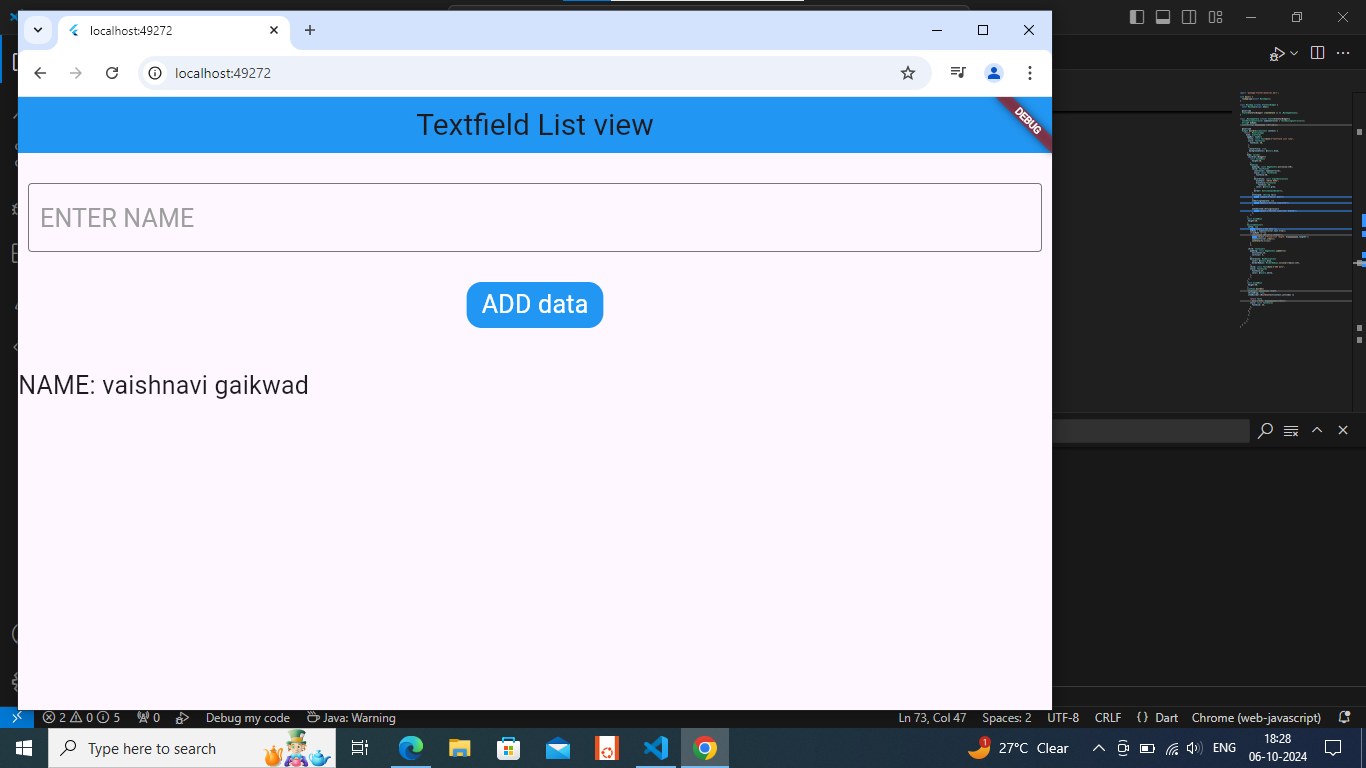 localhost:49272
localhost:49272
Textfield List view
DEBUG
ENTER NAME
ADD data
NAME: vaishnavi gaikwad
2 0 5 0 Debug my code Java: Warning Ln 73, Col 47 Spaces: 2 UTF-8 CRLF {} Dart Chrome (web-javascript)
Type here to search 1 27°C Clear ENG 18:28
06-10-2024